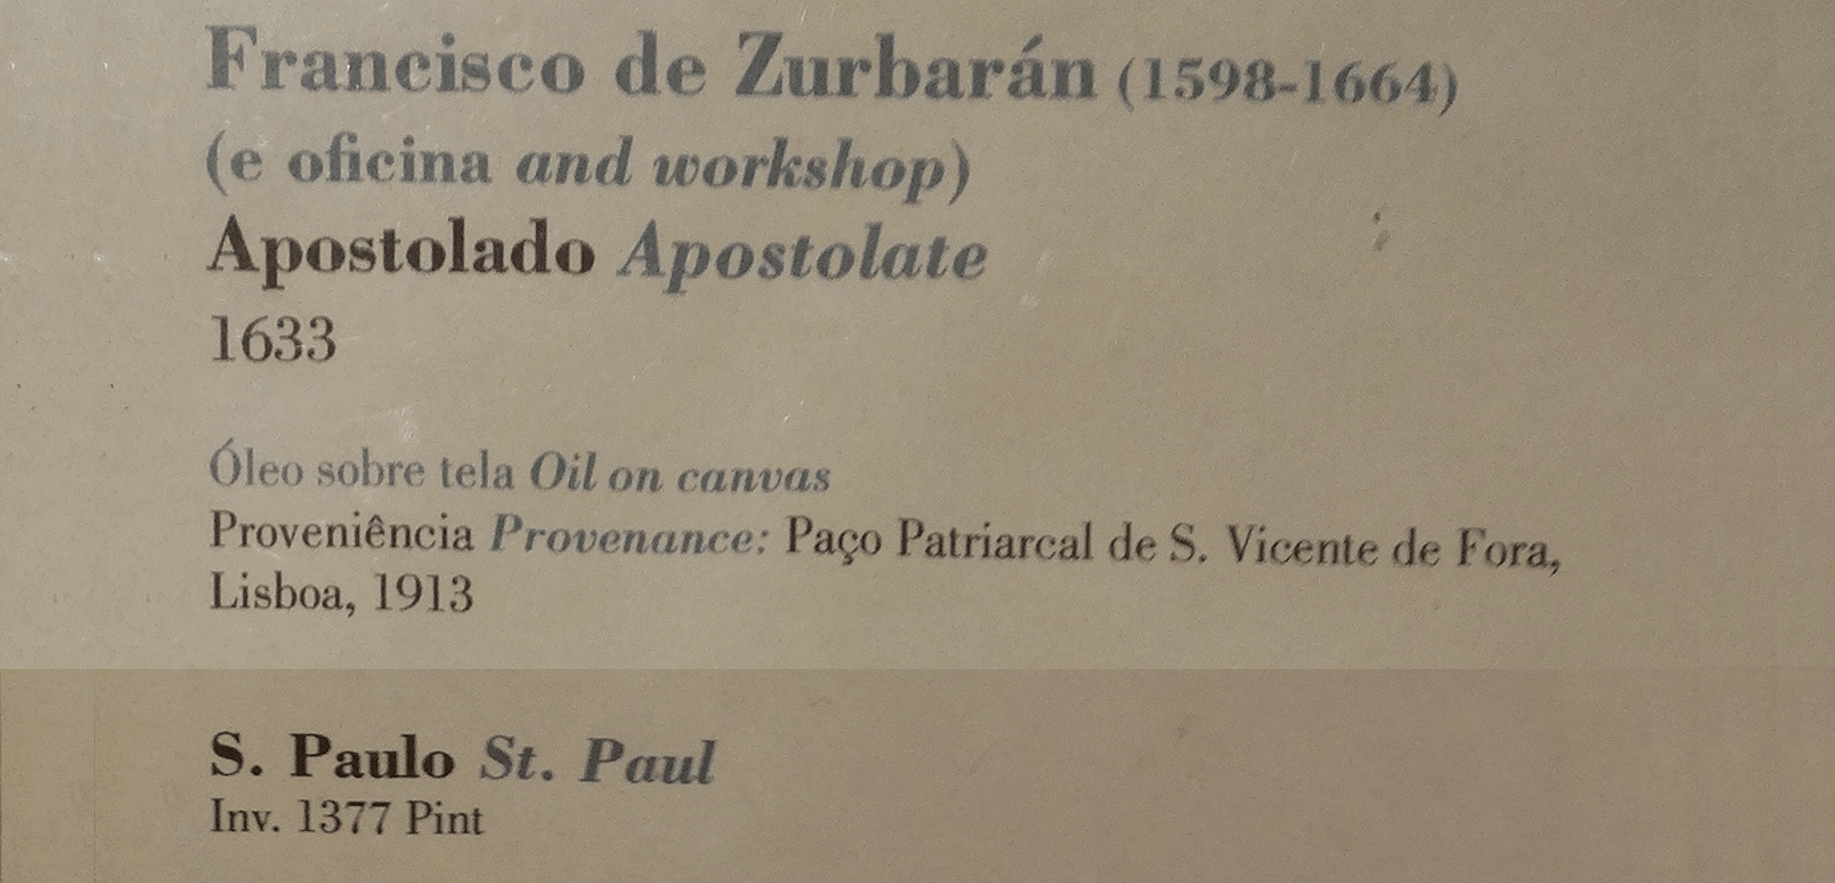 Francisco de Zurbarán (1598-1664)
(e oficina and workshop)
Apostolado Apostolate
1633
Óleo sobre tela Oil on canvas
Proveniência Provenance: Paço Patriarcal de S. Vicente de Fora,
Lisboa, 1913
S. Paulo St. Paul
Inv. 1377 Pint